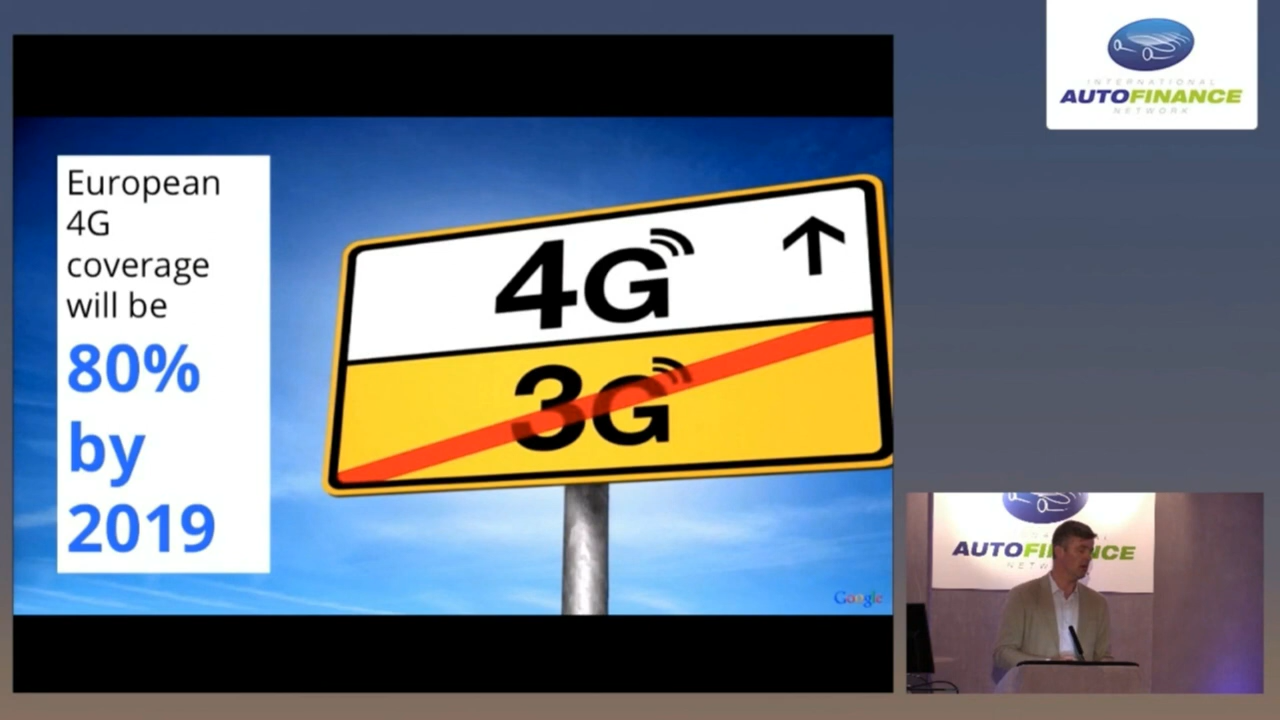 European
4G
coverage
will be
80%
by
2019
4G ↑
3G
Google
INTERNATIONAL
AUTOFINANCE
NETWORK
AUTOFINANCE